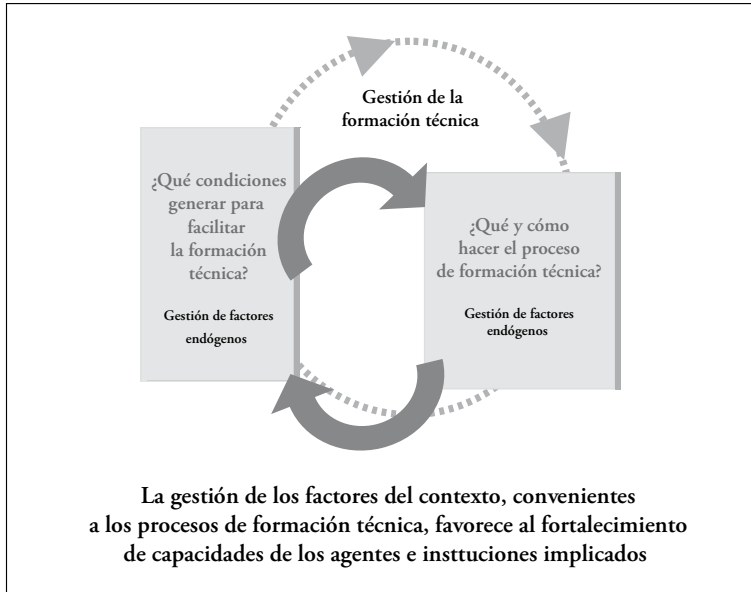 Gestión de la
formación técnica
¿Qué condiciones
generar para
facilitar
la formación
técnica?
Gestión de factores
endógenos
¿Qué y cómo
hacer el proceso
de formación técnica?
Gestión de factores
endógenos
La gestión de los factores del contexto, convenientes
a los procesos de formación técnica, favorece al fortalecimiento
de capacidades de los agentes e insttuciones implicados